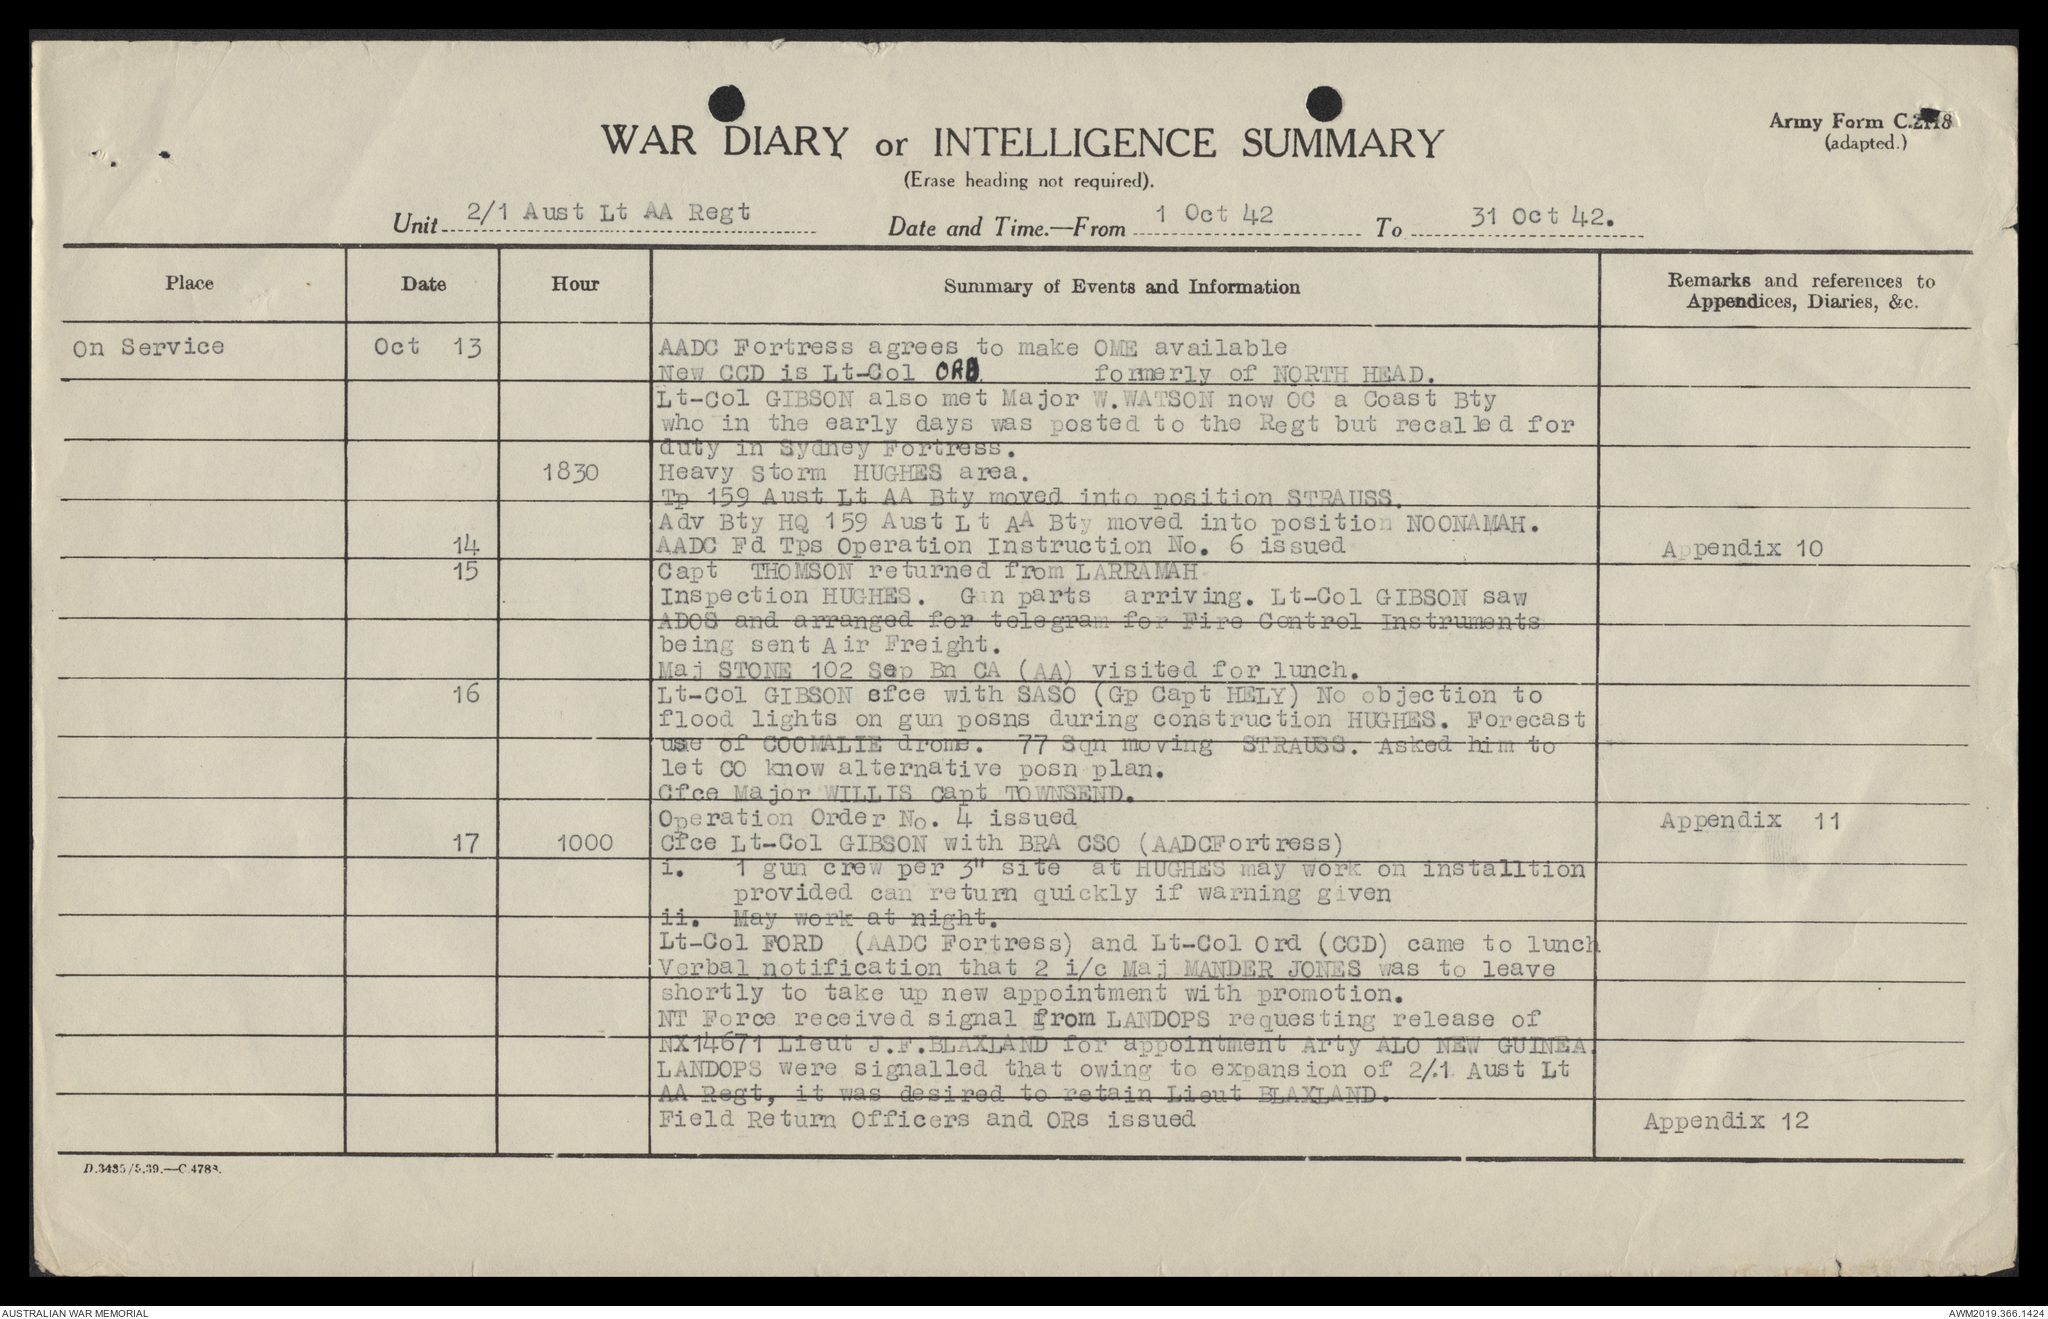 Army Form C.2118
(adapted.)
WAR DIARY or INTELLIGENCE SUMMARY
(Erase heading not required).
Unit 2/1 Aust Lt AA Regt Date and Time.—From 1 Oct 42 To 31 Oct 42.
Place Date Hour Summary of Events and Information Remarks and references to
Appendices, Diaries, &c.
On Service Oct 13 AADC Fortress agrees to make OME available
New CCD is Lt-Col ORD formerly of NORTH HEAD.
Lt-Col GIBSON also met Major W.WATSON now OC a Coast Bty
who in the early days was posted to the Regt but recalled for
duty in Sydney Fortress.
1830 Heavy Storm HUGHES area.
Tp 159 Aust Lt AA Bty moved into position STRAUSS.
Adv Bty HQ 159 Aust Lt AA Bty moved into position NOONAMAH.
14 AADC Fd Tps Operation Instruction No. 6 issued Appendix 10
15 Capt THOMSON returned from LARRAMAH
Inspection HUGHES. Gun parts arriving. Lt-Col GIBSON saw
ADOS and arranged for telegram for Fire Control Instruments
being sent Air Freight.
Maj STONE 102 Sep Bn CA (AA) visited for lunch.
16 Lt-Col GIBSON cfce with SASO (Gp Capt HELY) No objection to
flood lights on gun posns during construction HUGHES. Forecast
use of COOMALIE drome. 77 Sqn moving STRAUSS. Asked him to
let CO know alternative posn plan.
Cfce Major WILLIS Capt TOWNSEND.
Operation Order No. 4 issued Appendix 11
17 1000 Cfce Lt-Col GIBSON with BRA CSO (AADCFortress)
i. 1 gun crew per 3" site at HUGHES may work on installtion
provided can return quickly if warning given
ii. May work at night.
Lt-Col FORD (AADC Fortress) and Lt-Col Ord (CCD) came to lunch
Verbal notification that 2 i/c Maj MANDER JONES was to leave
shortly to take up new appointment with promotion.
NT Force received signal from LANDOPS requesting release of
NX14671 Lieut J.F.BLAXLAND for appointment Arty ALO NEW GUINEA.
LANDOPS were signalled that owing to expansion of 2/.1 Aust Lt
AA Regt, it was desired to retain Lieut BLAXLAND.
Field Return Officers and ORs issued Appendix 12
D.3485/5.39.—C.4788.
AUSTRALIAN WAR MEMORIAL AWM2019.366.1424